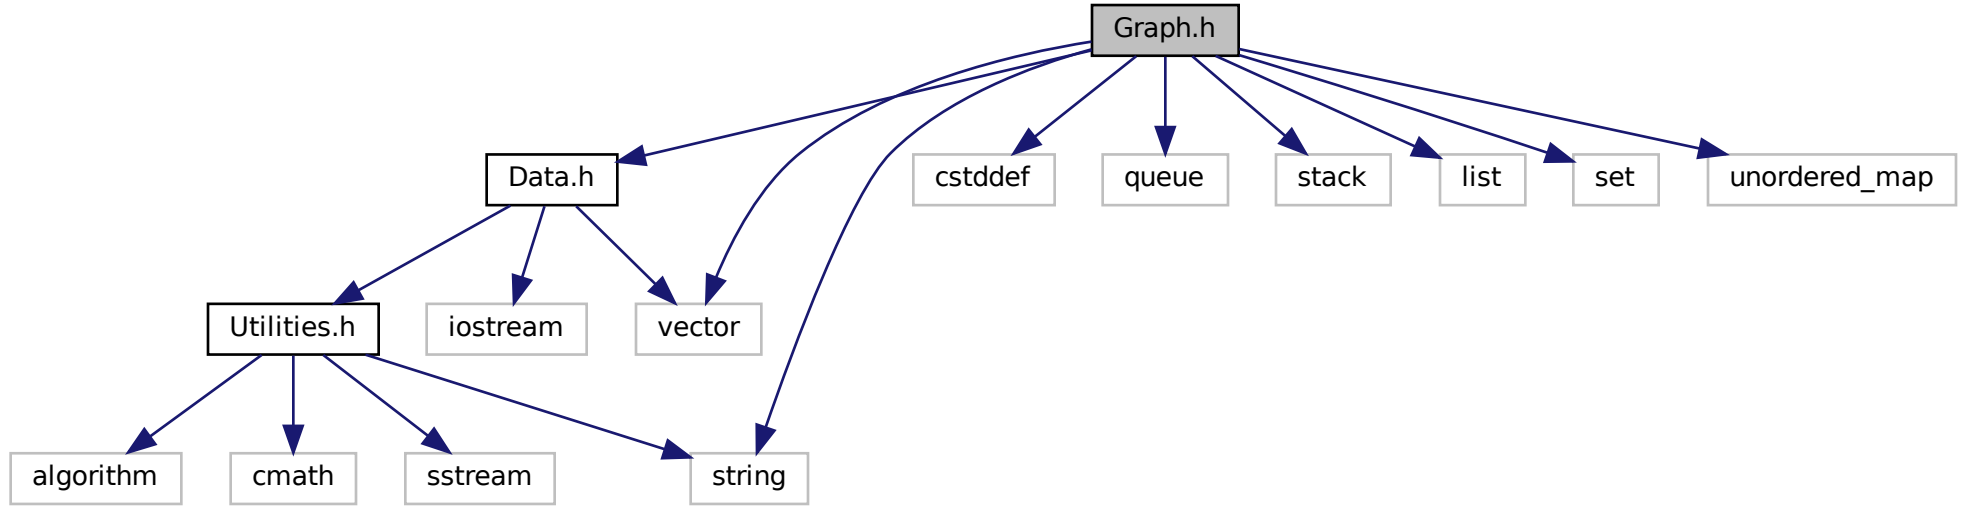 Graph.h
Data.h
cstddef
queue
stack
list
set
unordered_map
Utilities.h
iostream
vector
algorithm
cmath
sstream
string